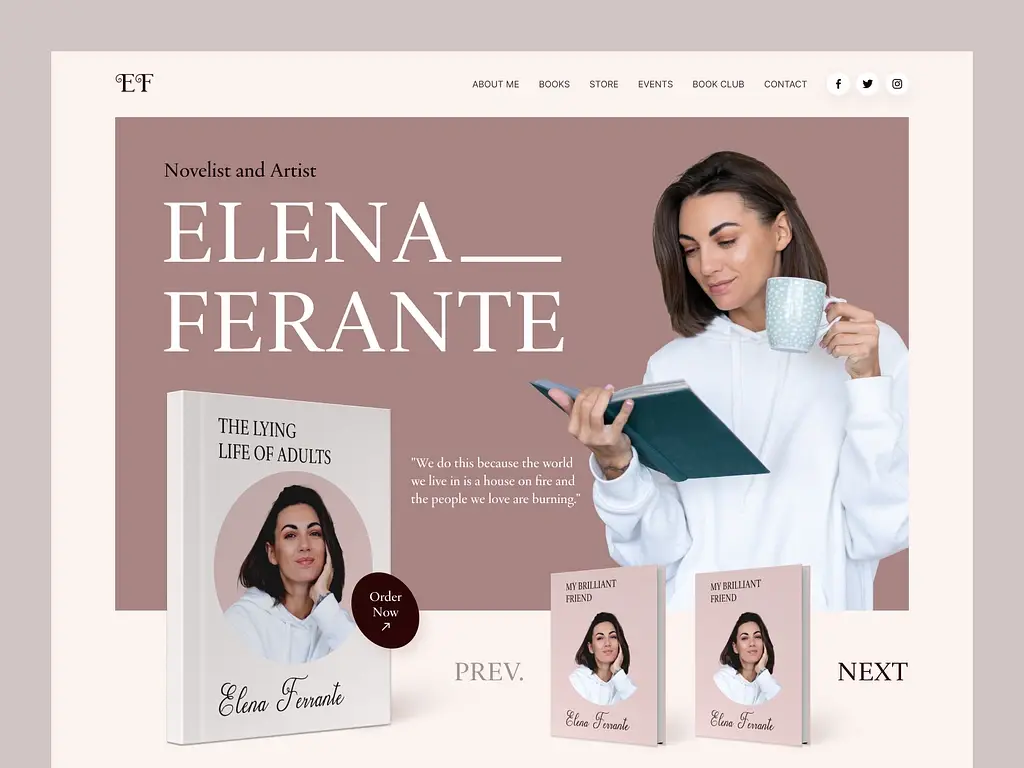 EF
ABOUT ME BOOKS STORE EVENTS BOOK CLUB CONTACT
Novelist and Artist
ELENA
FERANTE
THE LYING
LIFE OF ADULTS
Elena Ferrante
Order
Now
"We do this because the world
we live in is a house on fire and
the people we love are burning."
PREV.
MY BRILLIANT
FRIEND
Elena Ferrante
MY BRILLIANT
FRIEND
Elena Ferrante
NEXT